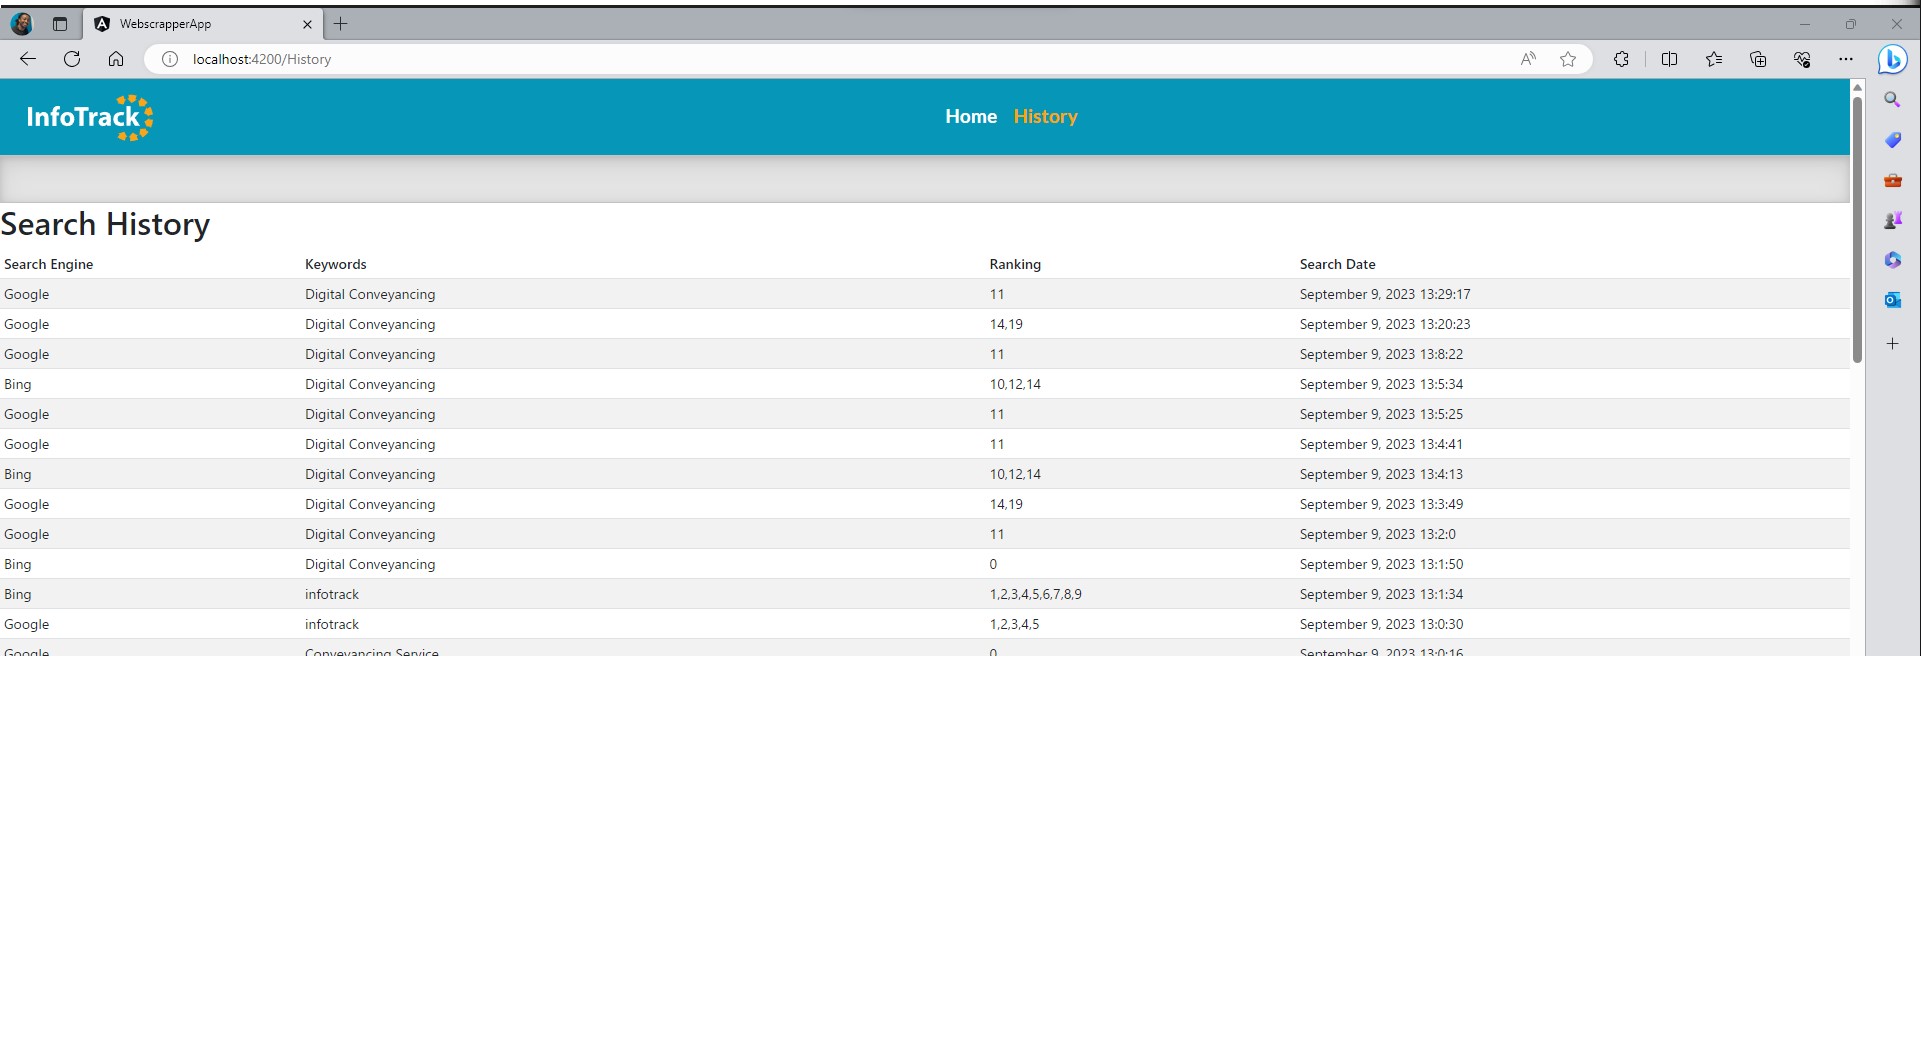 WebscrapperApp
localhost:4200/History
InfoTrack
Home History
Search History
Search Engine Keywords Ranking Search Date
Google Digital Conveyancing 11 September 9, 2023 13:29:17
Google Digital Conveyancing 14,19 September 9, 2023 13:20:23
Google Digital Conveyancing 11 September 9, 2023 13:8:22
Bing Digital Conveyancing 10,12,14 September 9, 2023 13:5:34
Google Digital Conveyancing 11 September 9, 2023 13:5:25
Google Digital Conveyancing 11 September 9, 2023 13:4:41
Bing Digital Conveyancing 10,12,14 September 9, 2023 13:4:13
Google Digital Conveyancing 14,19 September 9, 2023 13:3:49
Google Digital Conveyancing 11 September 9, 2023 13:2:0
Bing Digital Conveyancing 0 September 9, 2023 13:1:50
Bing infotrack 1,2,3,4,5,6,7,8,9 September 9, 2023 13:1:34
Google infotrack 1,2,3,4,5 September 9, 2023 13:0:30
Google Conveyancing Service 0 September 9, 2023 13:0:16